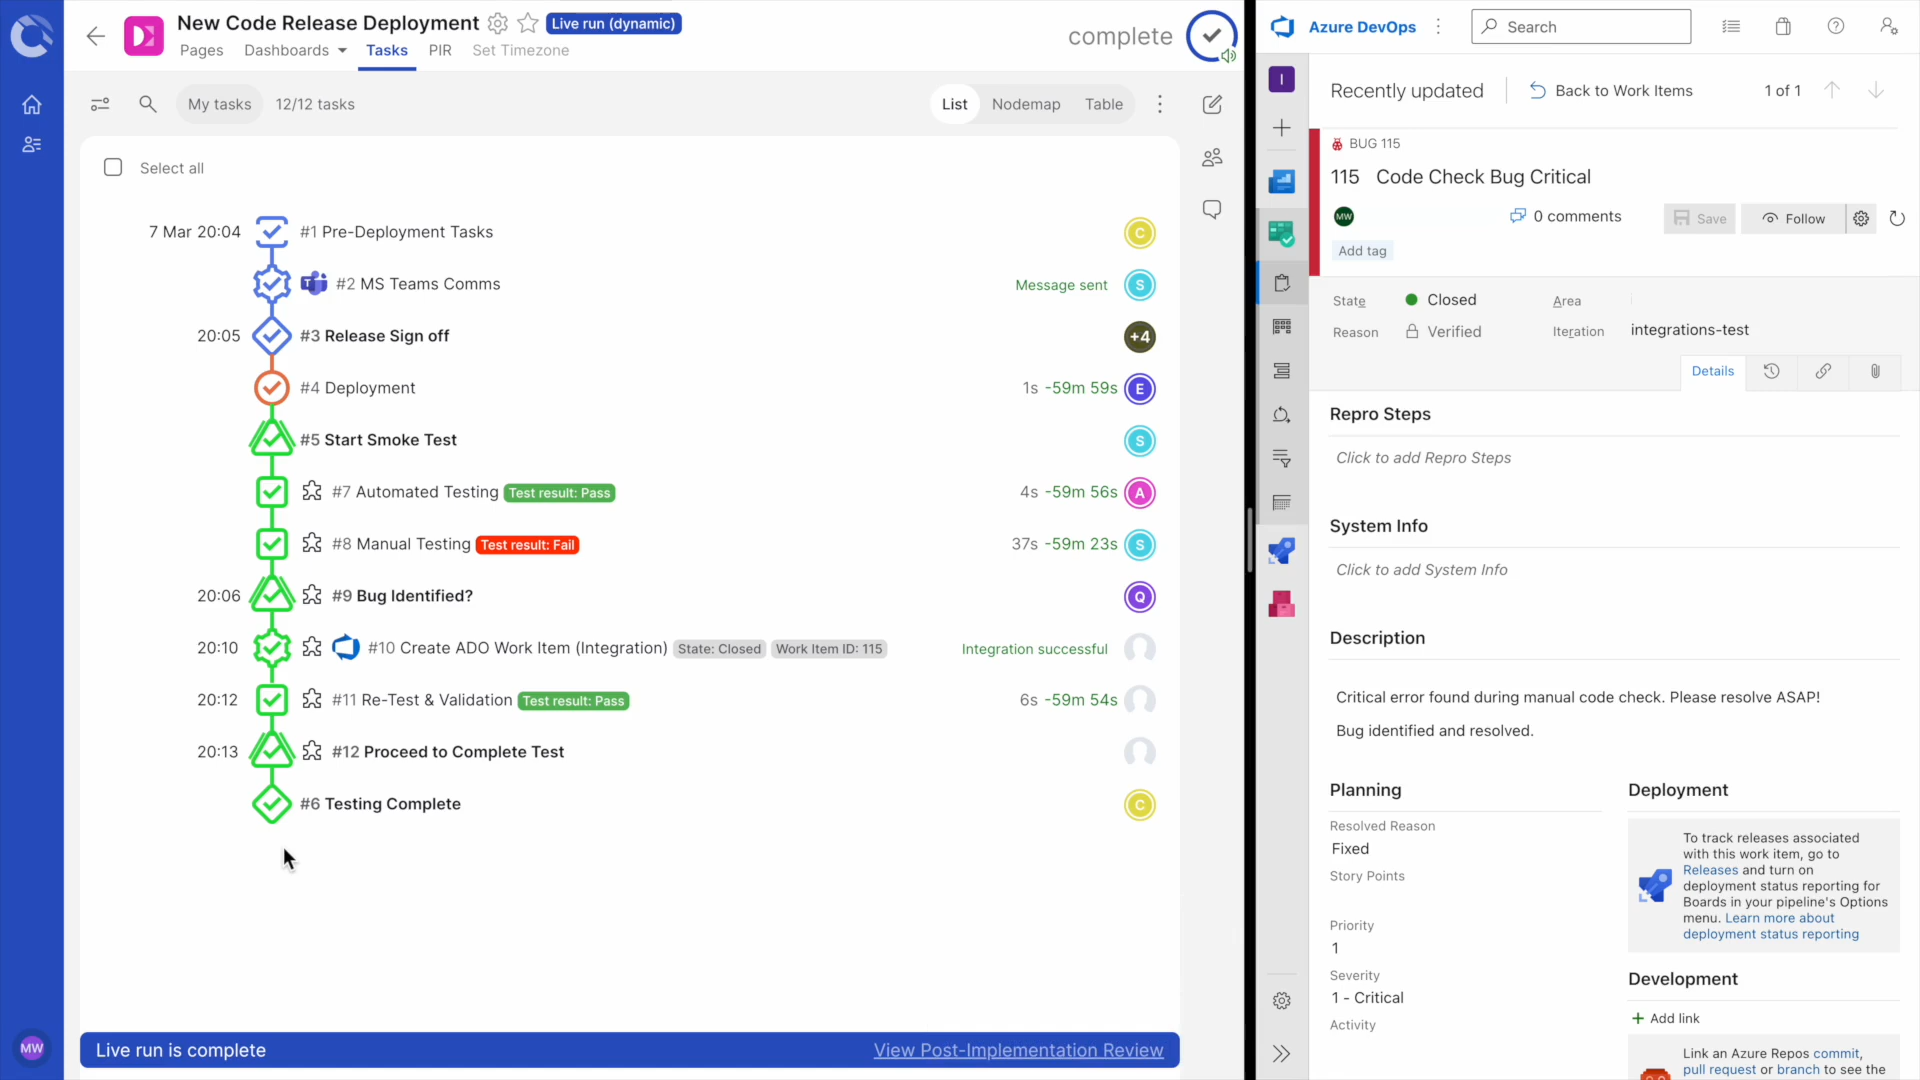 New Code Release Deployment
Live run (dynamic)
Pages
Dashboards
Tasks
PIR
Set Timezone
complete
My tasks
12/12 tasks
List
Nodemap
Table
Select all
7 Mar 20:04
#1 Pre-Deployment Tasks
C
T
#2 MS Teams Comms
Message sent
S
20:05
#3 Release Sign off
+4
#4 Deployment
1s -59m 59s
E
#5 Start Smoke Test
S
#7 Automated Testing
Test result: Pass
4s -59m 56s
A
#8 Manual Testing
Test result: Fail
37s -59m 23s
S
20:06
#9 Bug Identified?
Q
20:10
#10 Create ADO Work Item (Integration)
State: Closed
Work Item ID: 115
Integration successful
20:12
#11 Re-Test & Validation
Test result: Pass
6s -59m 54s
20:13
#12 Proceed to Complete Test
#6 Testing Complete
C
MW
Live run is complete
View Post-Implementation Review
Azure DevOps
Search
I
Recently updated
Back to Work Items
1 of 1
BUG 115
115 Code Check Bug Critical
MW
0 comments
Save
Follow
Add tag
State
Closed
Area
Reason
Verified
Iteration
integrations-test
Details
Repro Steps
Click to add Repro Steps
System Info
Click to add System Info
Description
Critical error found during manual code check. Please resolve ASAP!
Bug identified and resolved.
Planning
Resolved Reason
Fixed
Story Points
Priority
1
Severity
1 - Critical
Activity
Deployment
To track releases associated
with this work item, go to
Releases and turn on
deployment status reporting for
Boards in your pipeline's Options
menu. Learn more about
deployment status reporting
Development
Add link
Link an Azure Repos commit,
pull request or branch to see the